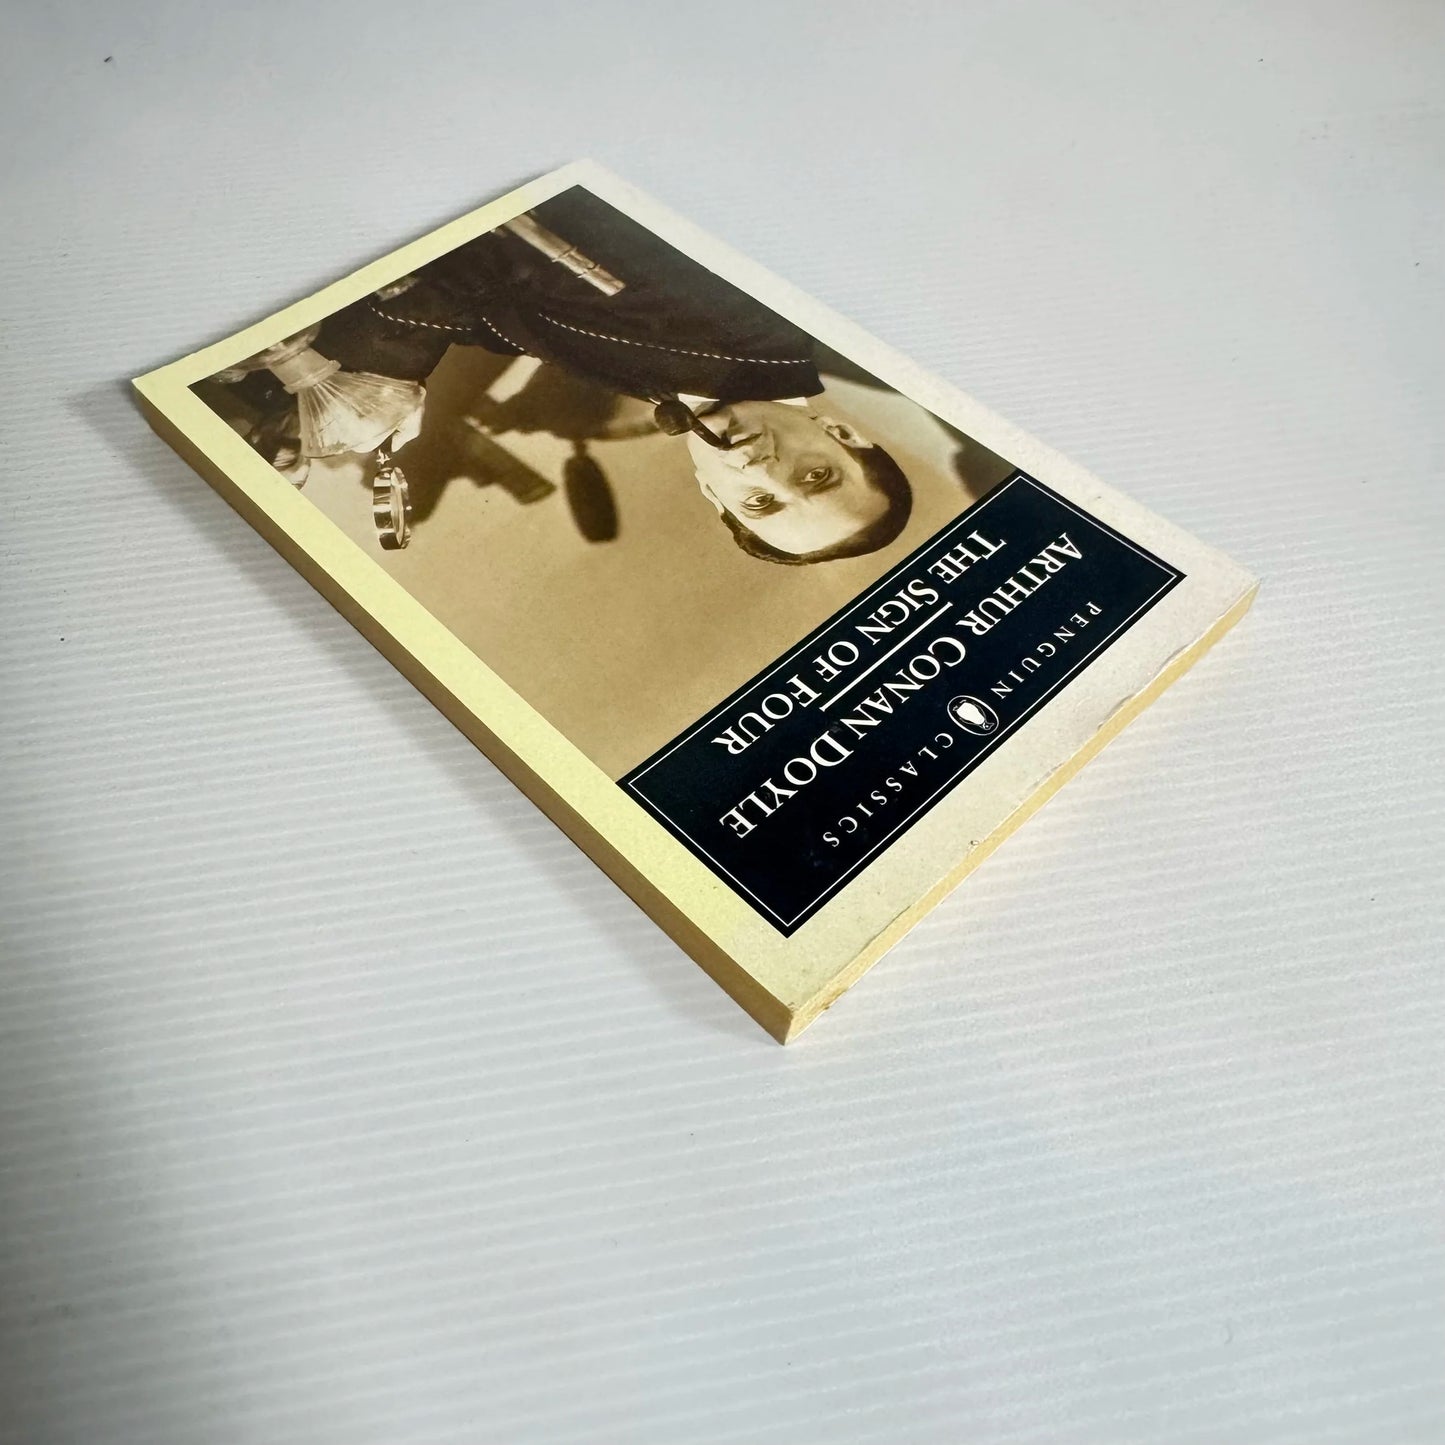 PENGUIN CLASSICS
ARTHUR CONAN DOYLE
THE SIGN OF FOUR